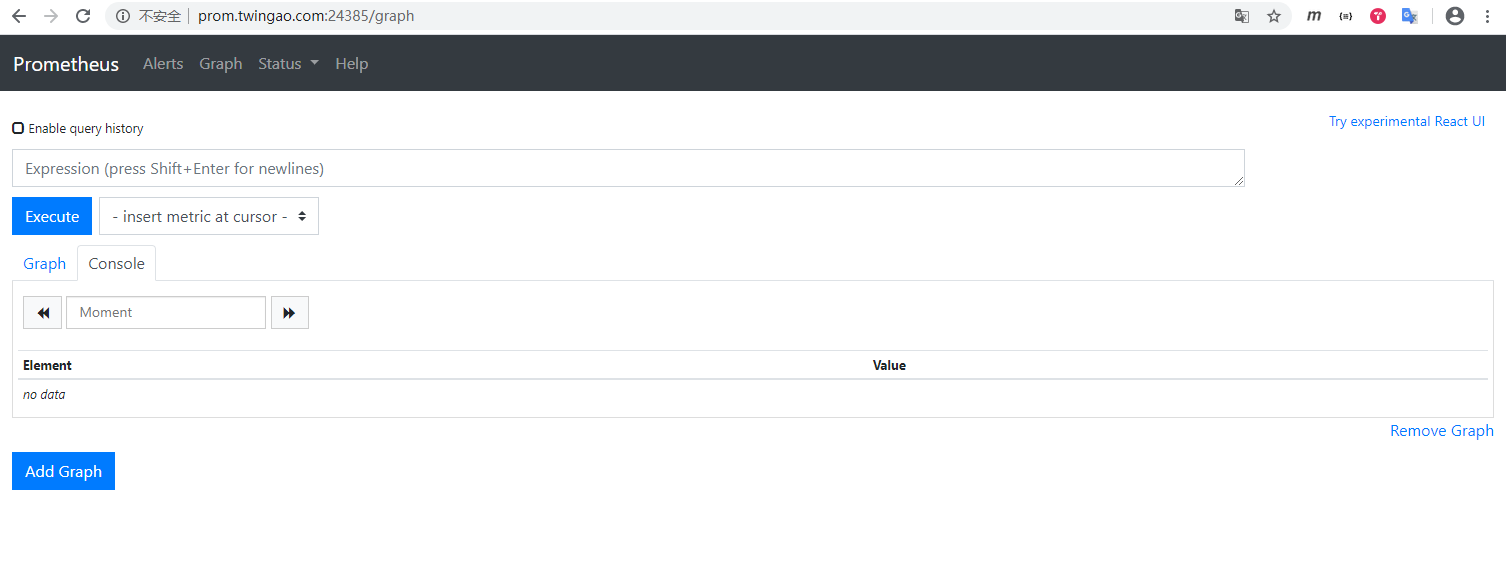 不安全 prom.twingao.com:24385/graph
Prometheus Alerts Graph Status Help
Enable query history
Try experimental React UI
Expression (press Shift+Enter for newlines)
Execute - insert metric at cursor -
Graph Console
Moment
Element Value
no data
Remove Graph
Add Graph